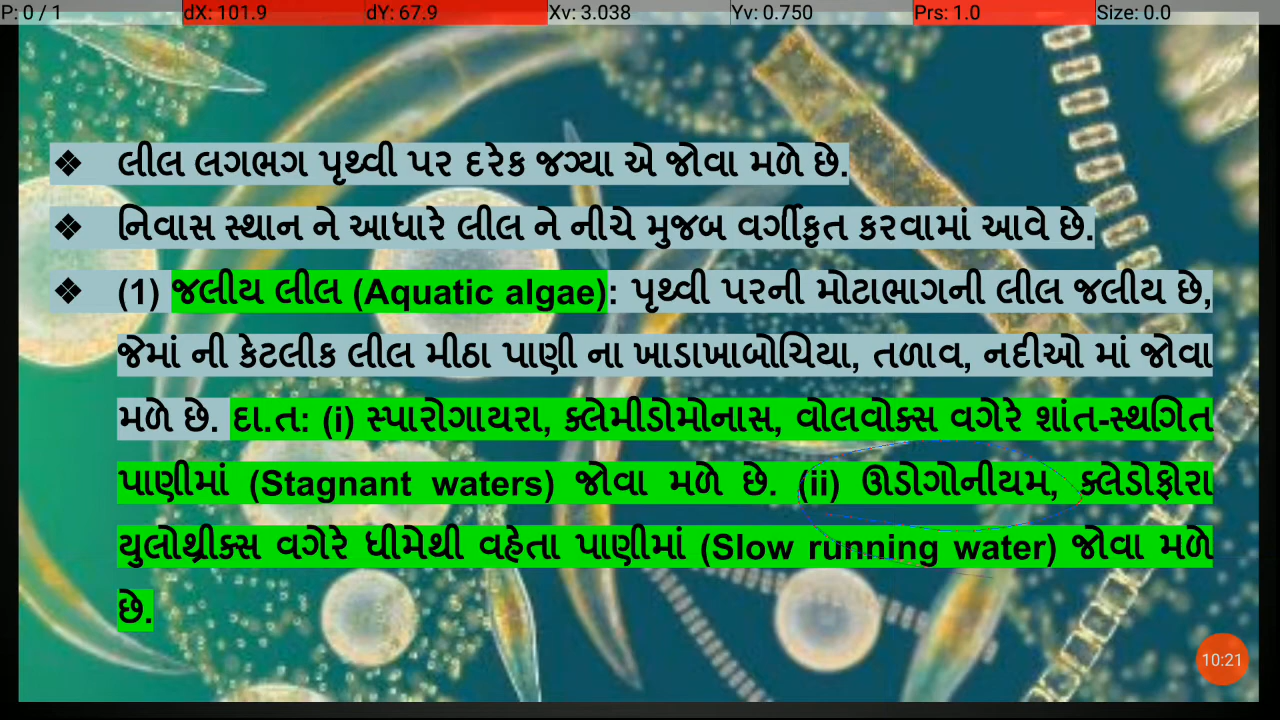 P: 0 / 1 dX: 101.9 dY: 67.9 Xv: 3.038 Yv: 0.750 Prs: 1.0 Size: 0.0
❖ લીલ લગભગ પૃથ્વી પર દરેક જગ્યા એ જોવા મળે છે.
❖ નિવાસ સ્થાન ને આધારે લીલ ને નીચે મુજબ વર્ગીકૃત કરવામાં આવે છે.
❖ (1) જલીય લીલ (Aquatic algae): પૃથ્વી પરની મોટાભાગની લીલ જલીય છે,
જેમાં ની કેટલીક લીલ મીઠા પાણી ના ખાડાખાબોચિયા, તળાવ, નદીઓ માં જોવા
મળે છે. દા.ત: (i) સ્પારોગાયરા, ક્લેમીડોમોનાસ, વોલવોક્સ વગેરે શાંત-સ્થગિત
પાણીમાં (Stagnant waters) જોવા મળે છે. (ii) ઊડોગોનીયમ, ક્લેડોફોરા
યુલોથ્રીક્સ વગેરે ધીમેથી વહેતા પાણીમાં (Slow running water) જોવા મળે
છે.
10:21